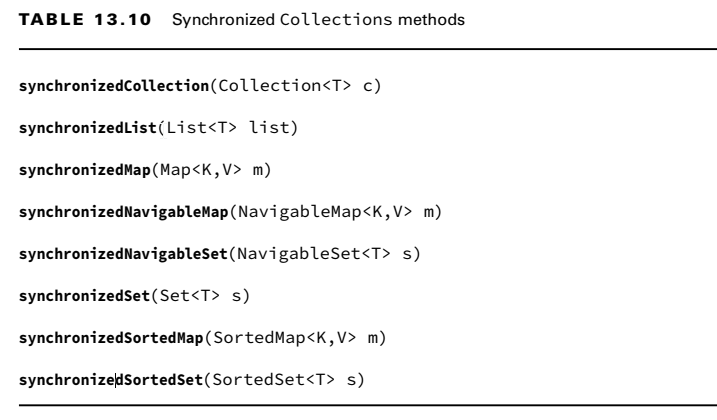 TABLE 13.10 Synchronized Collections methods
synchronizedCollection(Collection<T> c)
synchronizedList(List<T> list)
synchronizedMap(Map<K,V> m)
synchronizedNavigableMap(NavigableMap<K,V> m)
synchronizedNavigableSet(NavigableSet<T> s)
synchronizedSet(Set<T> s)
synchronizedSortedMap(SortedMap<K,V> m)
synchronizedSortedSet(SortedSet<T> s)